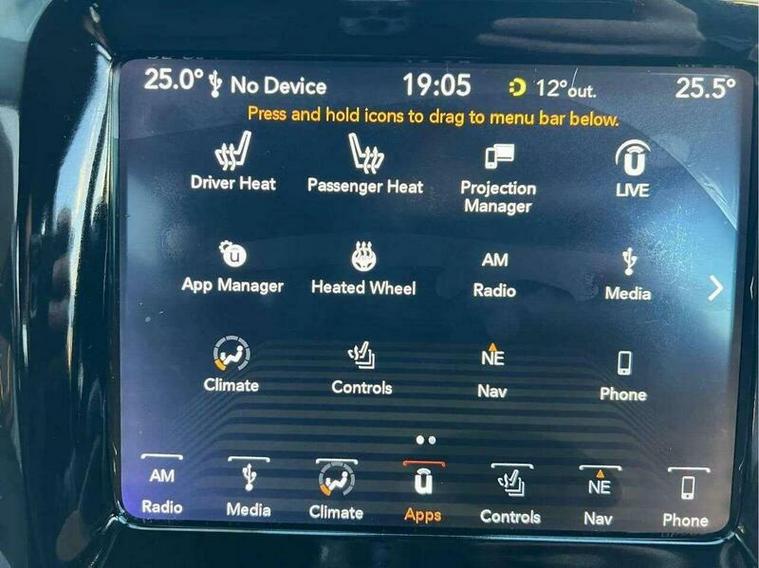 25.0° No Device 19:05 12°out. 25.5°
Press and hold icons to drag to menu bar below.
Driver Heat Passenger Heat Projection Manager LIVE
AM
App Manager Heated Wheel Radio Media
NE
Climate Controls Nav Phone
AM u NE
Radio Media Climate Apps Controls Nav Phone